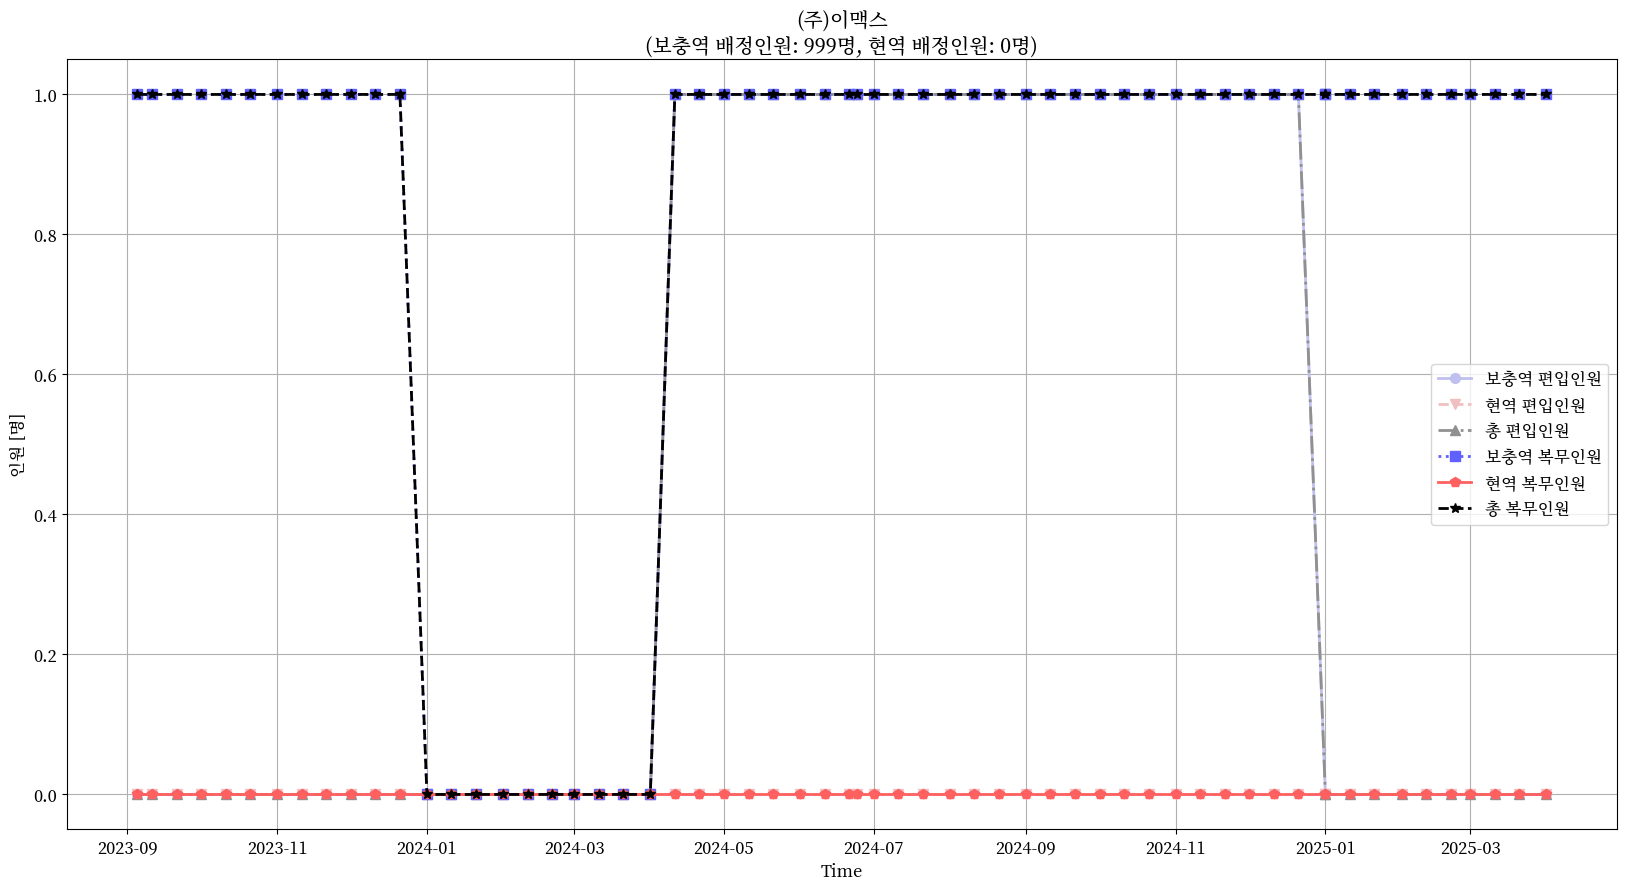 (주)이맥스
(보충역 배정인원: 999명, 현역 배정인원: 0명)
1.0
0.8
0.6
0.4
0.2
0.0
인원 [명]
보충역 편입인원
현역 편입인원
총 편입인원
보충역 복무인원
현역 복무인원
총 복무인원
2023-09
2023-11
2024-01
2024-03
2024-05
2024-07
2024-09
2024-11
2025-01
2025-03
Time